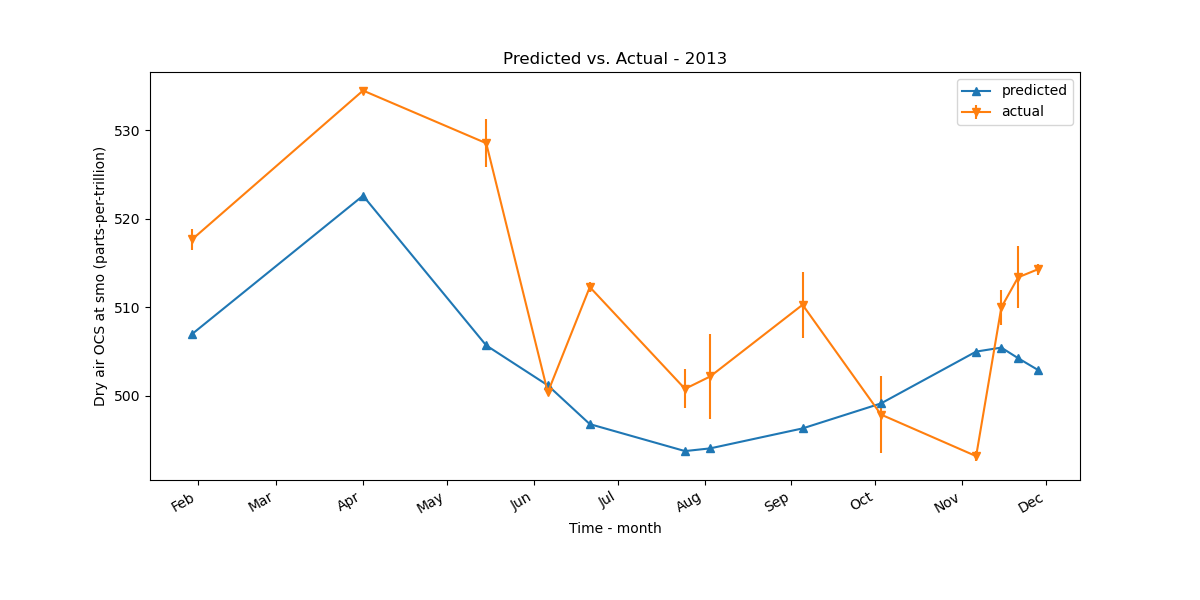 Predicted vs. Actual - 2013
predicted
actual
Dry air OCS at smo (parts-per-trillion)
530
520
510
500
Feb
Mar
Apr
May
Jun
Jul
Aug
Sep
Oct
Nov
Dec
Time - month